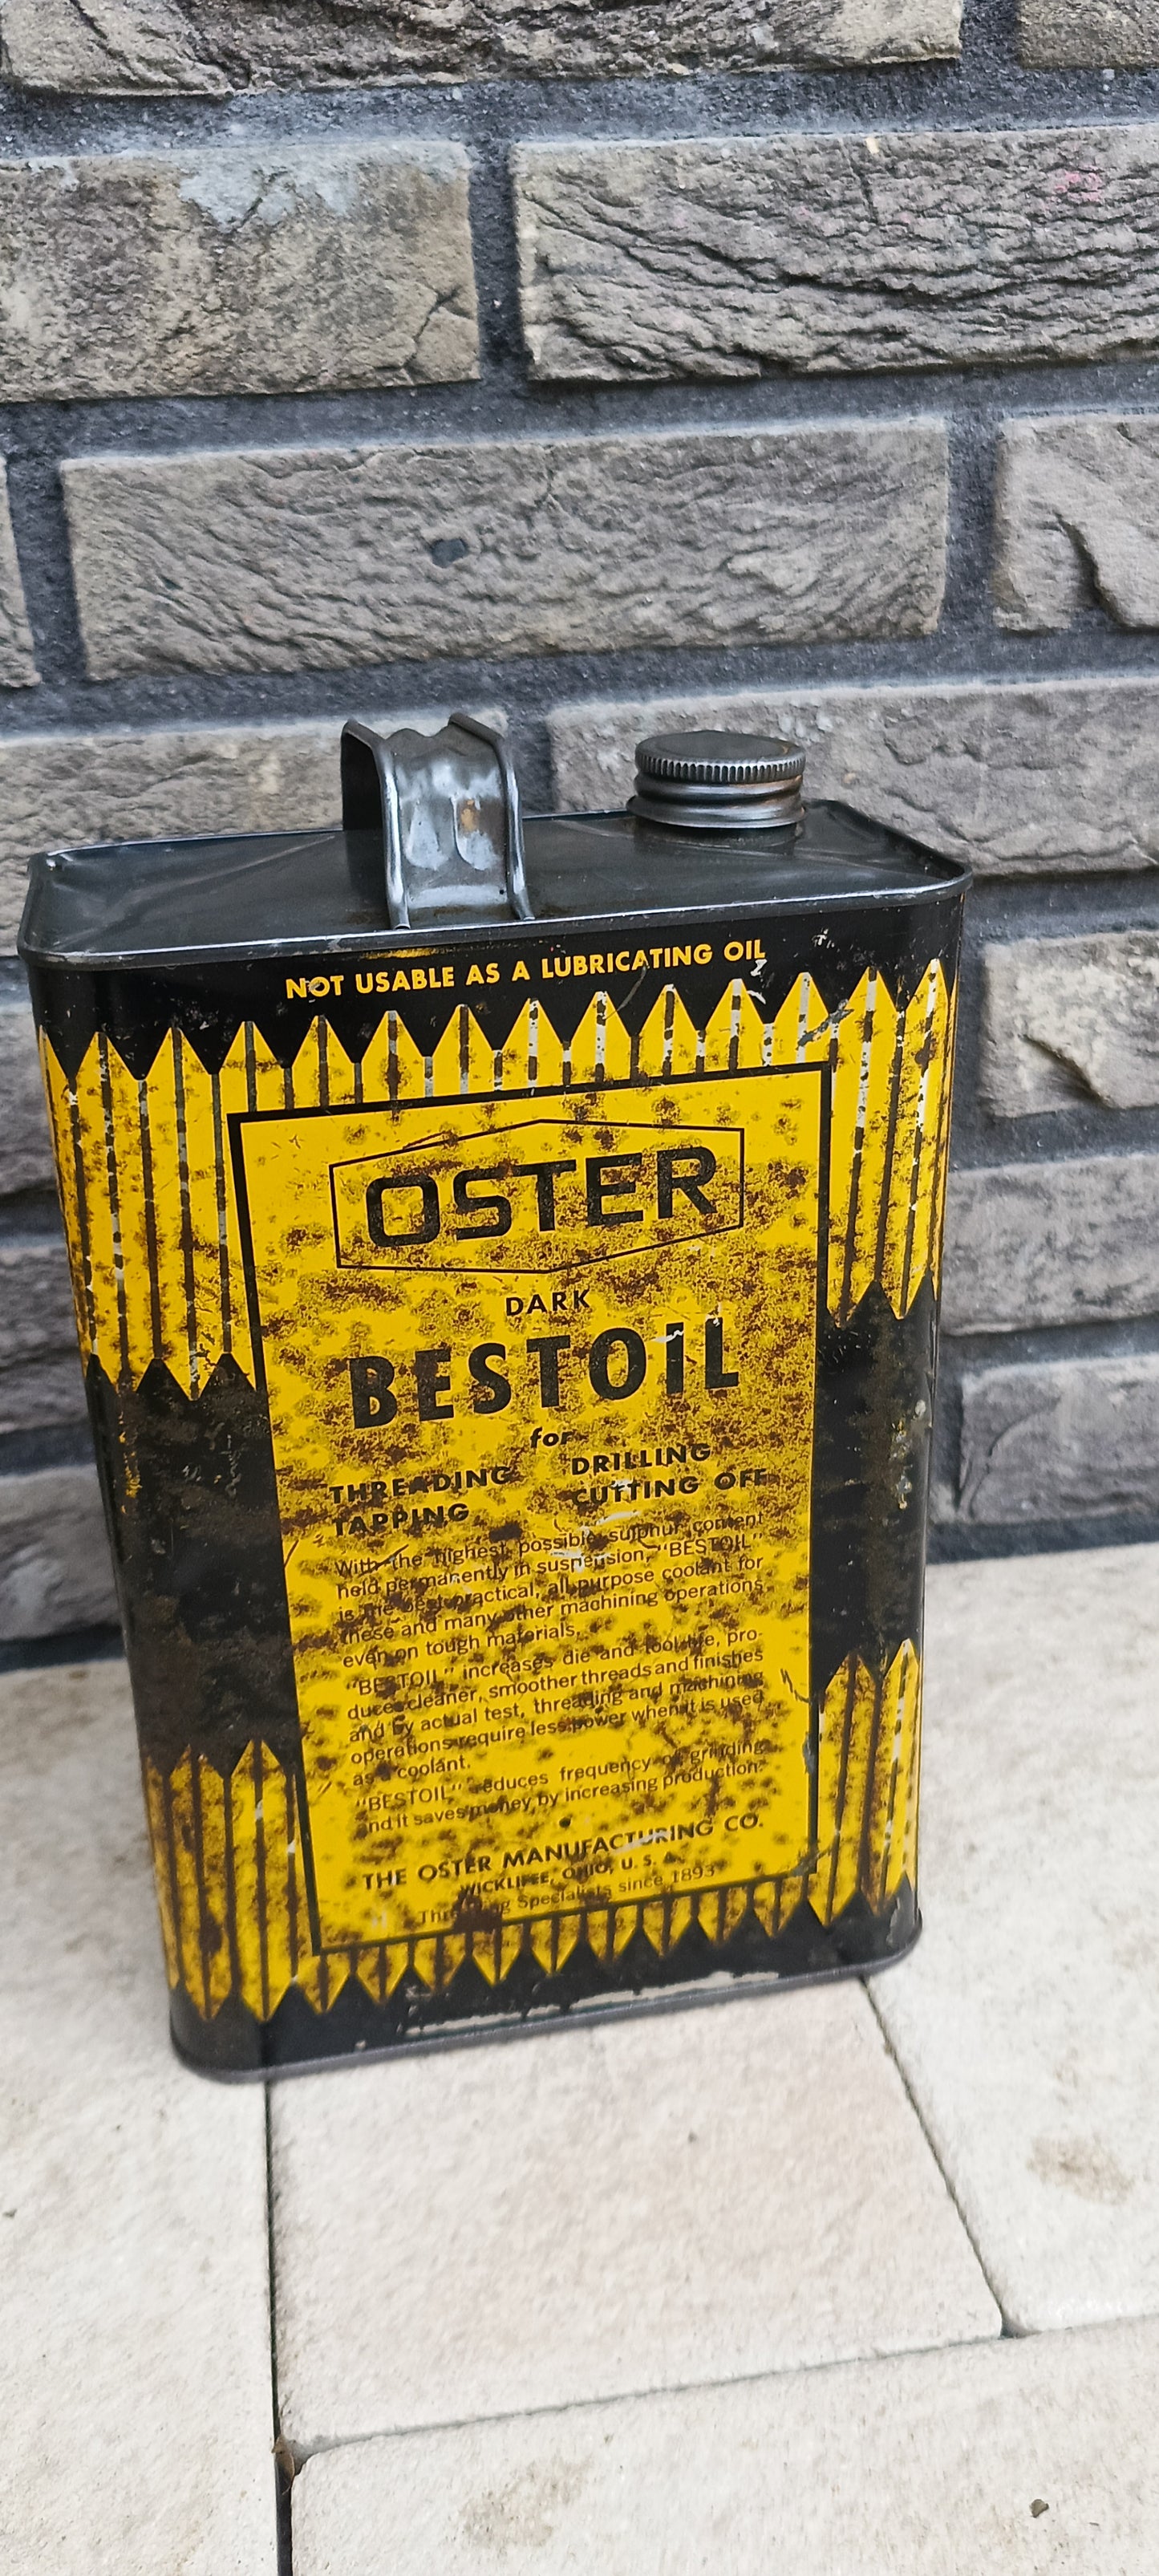 NOT USABLE AS A LUBRICATING OIL
OSTER
DARK
BESTOIL
for
THREADING DRILLING
TAPPING CUTTING OFF
With the highest possible sulphur content
held permanently in suspension, "BESTOIL"
is the best practical, all purpose coolant for
these and many other machining operations
even on tough materials.
"BESTOIL" increases die and tool life, pro-
duces cleaner, smoother threads and finishes
and by actual test, threading and machining
operations require less power when it is used
as a coolant.
"BESTOIL" reduces frequency of grinding
and it saves money by increasing production.
THE OSTER MANUFACTURING CO.
WICKLIFFE, OHIO, U. S. A.
Threading Specialists since 1893